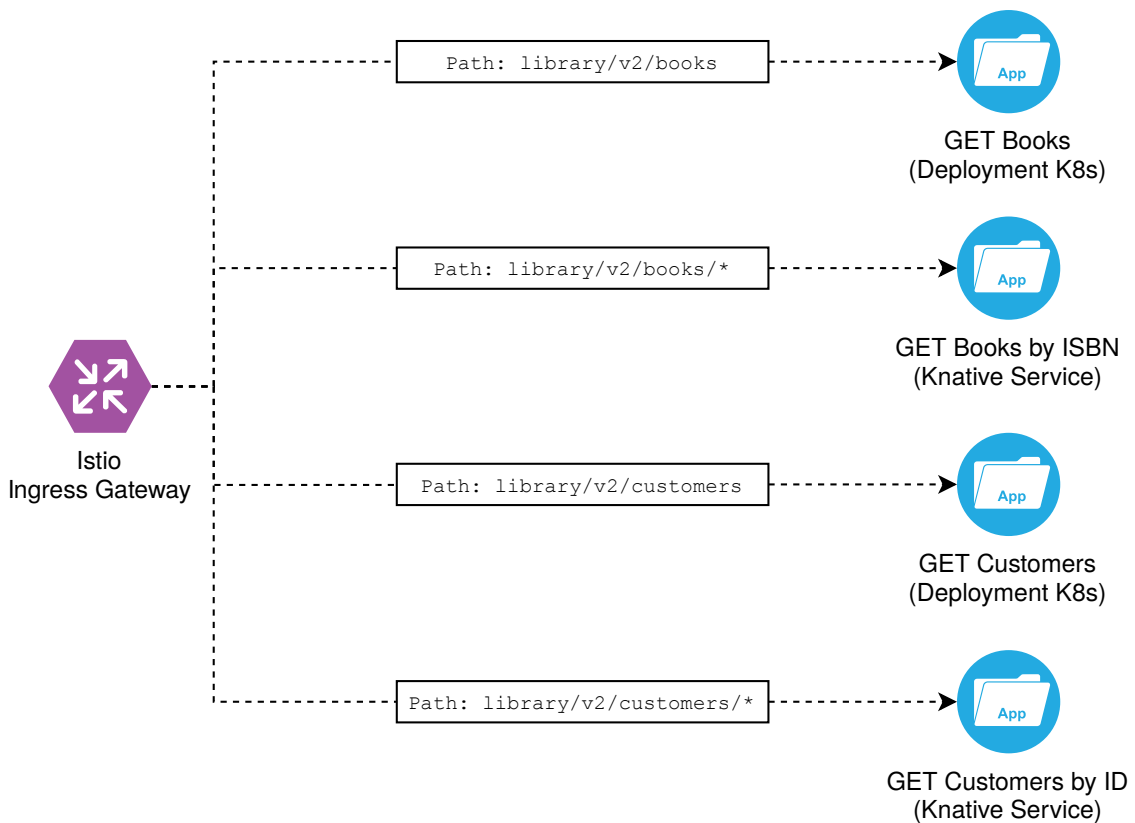 Path: library/v2/books
App
GET Books
(Deployment K8s)
Path: library/v2/books/*
App
GET Books by ISBN
(Knative Service)
Istio
Ingress Gateway
Path: library/v2/customers
App
GET Customers
(Deployment K8s)
Path: library/v2/customers/*
App
GET Customers by ID
(Knative Service)